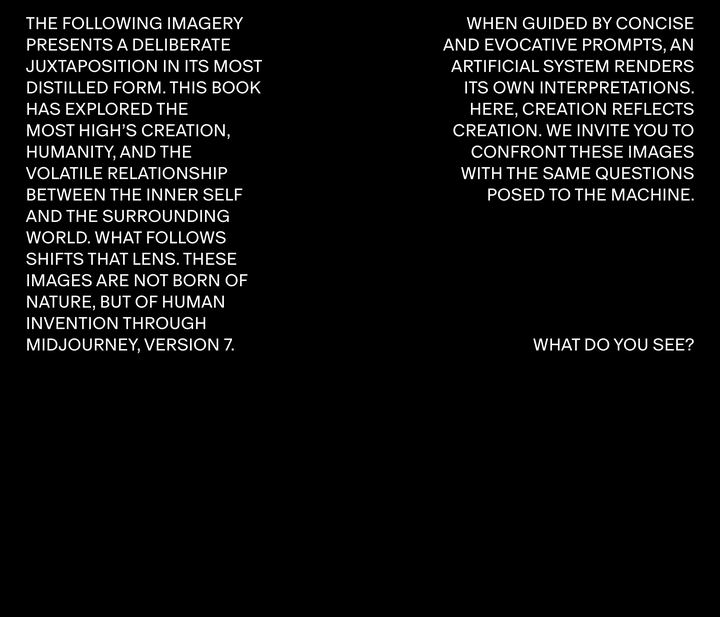 THE FOLLOWING IMAGERY
PRESENTS A DELIBERATE
JUXTAPOSITION IN ITS MOST
DISTILLED FORM. THIS BOOK
HAS EXPLORED THE
MOST HIGH’S CREATION,
HUMANITY, AND THE
VOLATILE RELATIONSHIP
BETWEEN THE INNER SELF
AND THE SURROUNDING
WORLD. WHAT FOLLOWS
SHIFTS THAT LENS. THESE
IMAGES ARE NOT BORN OF
NATURE, BUT OF HUMAN
INVENTION THROUGH
MIDJOURNEY, VERSION 7.
WHEN GUIDED BY CONCISE
AND EVOCATIVE PROMPTS, AN
ARTIFICIAL SYSTEM RENDERS
ITS OWN INTERPRETATIONS.
HERE, CREATION REFLECTS
CREATION. WE INVITE YOU TO
CONFRONT THESE IMAGES
WITH THE SAME QUESTIONS
POSED TO THE MACHINE.
WHAT DO YOU SEE?